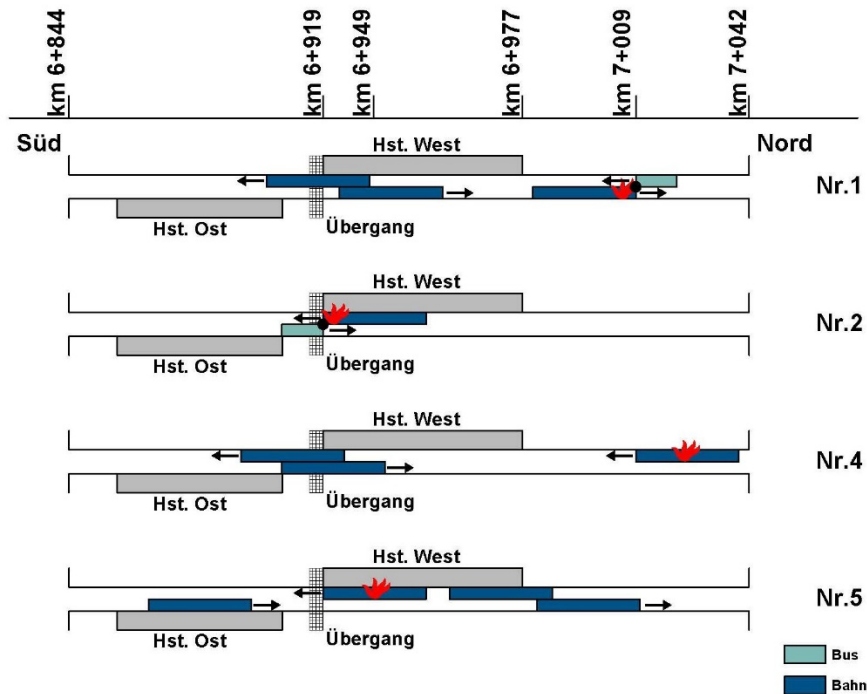 km 6+844
km 6+919
km 6+949
km 6+977
km 7+009
km 7+042
Süd
Nord
Hst. West
Nr.1
Hst. Ost
Übergang
Hst. West
Nr.2
Hst. Ost
Übergang
Hst. West
Nr.4
Hst. Ost
Übergang
Hst. West
Nr.5
Hst. Ost
Übergang
Bus
Bahn